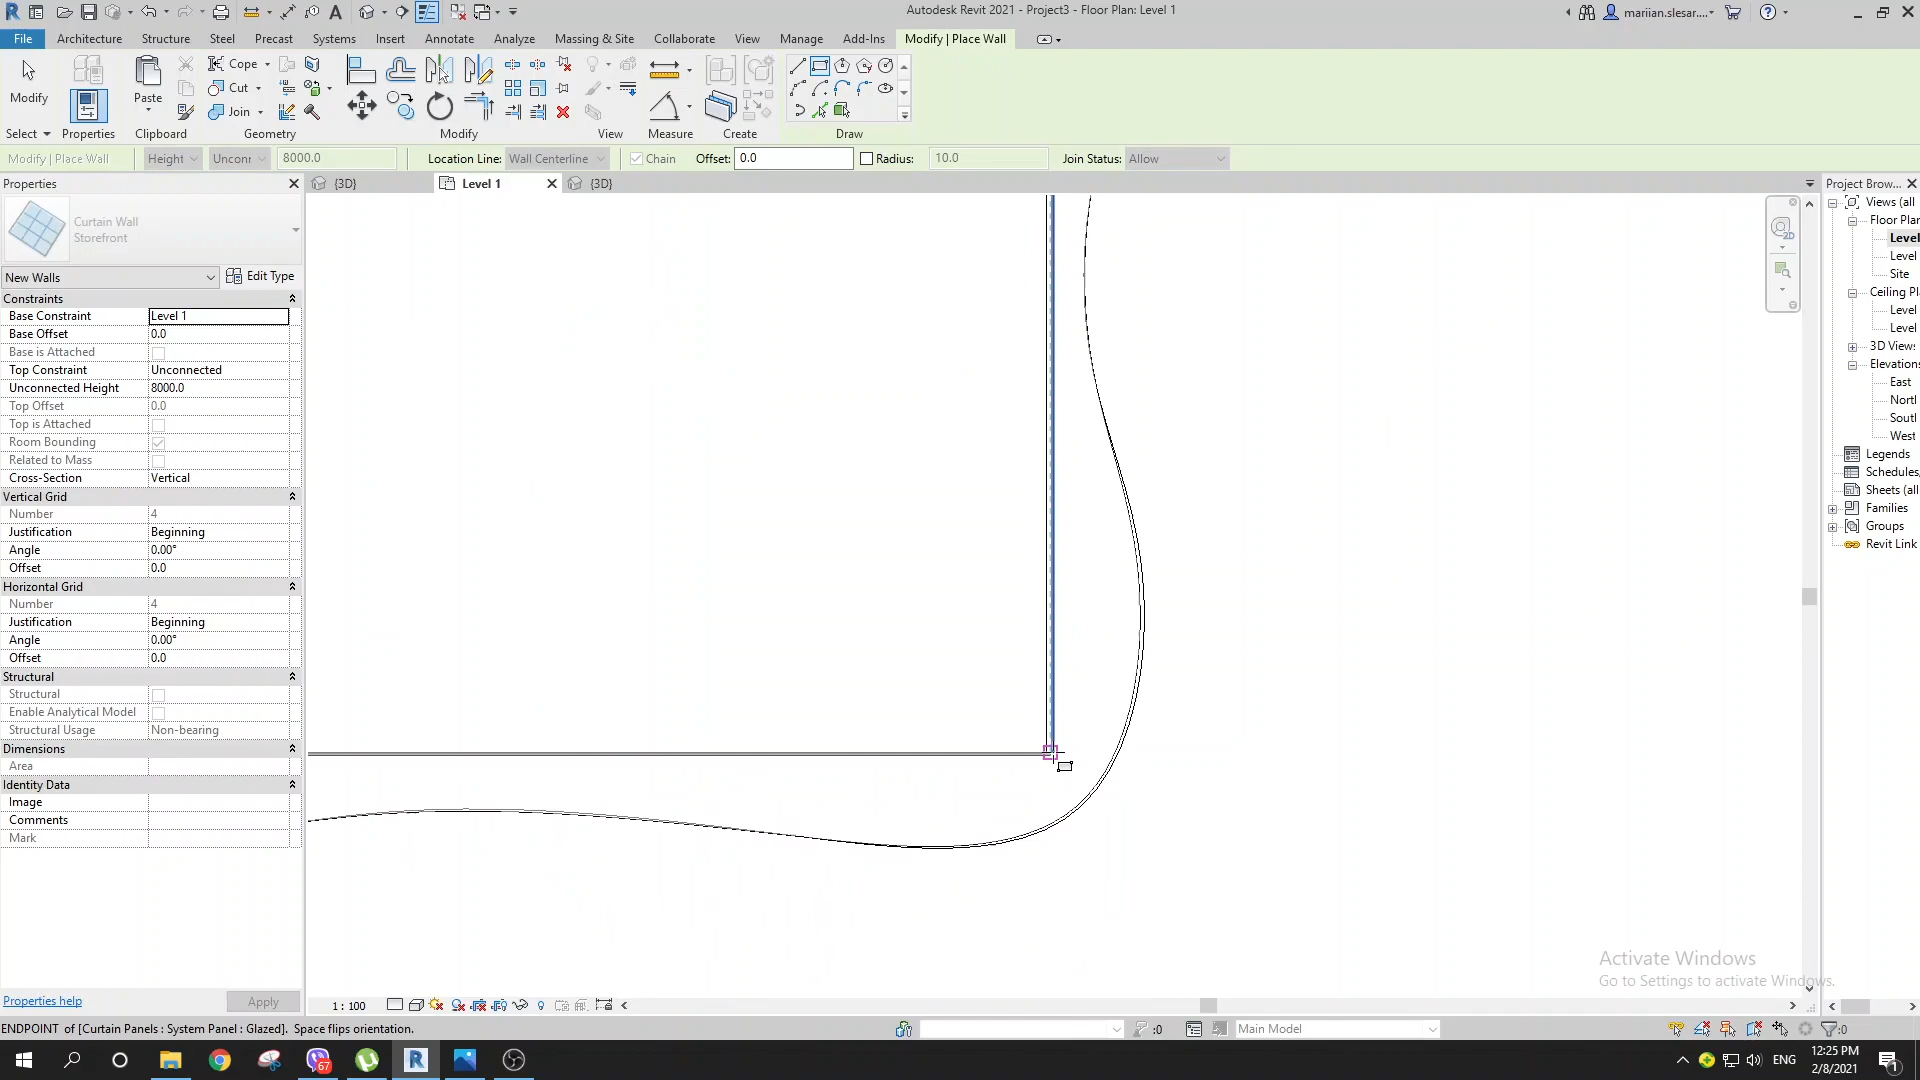 Autodesk Revit 2021 - Project3 - Floor Plan: Level 1
mariian.slesar...
File Architecture Structure Steel Precast Systems Insert Annotate Analyze Massing & Site Collaborate View Manage Add-Ins Modify | Place Wall
Modify
Paste
Cope
Cut
Join
Select Properties Clipboard Geometry Modify View Measure Create Draw
Modify | Place Wall Height Unconr 8000.0 Location Line: Wall Centerline Chain Offset: 0.0 Radius: 10.0 Join Status: Allow
Properties
{3D} Level 1 {3D}
Project Brow...
Curtain Wall
Storefront
New Walls Edit Type
Constraints
Base Constraint Level 1
Base Offset 0.0
Base is Attached
Top Constraint Unconnected
Unconnected Height 8000.0
Top Offset 0.0
Top is Attached
Room Bounding
Related to Mass
Cross-Section Vertical
Vertical Grid
Number 4
Justification Beginning
Angle 0.00°
Offset 0.0
Horizontal Grid
Number 4
Justification Beginning
Angle 0.00°
Offset 0.0
Structural
Structural
Enable Analytical Model
Structural Usage Non-bearing
Dimensions
Area
Identity Data
Image
Comments
Mark
Properties help Apply
2D
Views (all
Floor Plan
Level
Level
Site
Ceiling Pl
Level
Level
3D Views
Elevations
East
North
South
West
Legends
Schedules,
Sheets (all
Families
Groups
Revit Link
Activate Windows
Go to Settings to activate Windows.
1 : 100
ENDPOINT of [Curtain Panels : System Panel : Glazed]. Space flips orientation.
:0
Main Model
:0
67
ENG
12:25 PM
2/8/2021
1